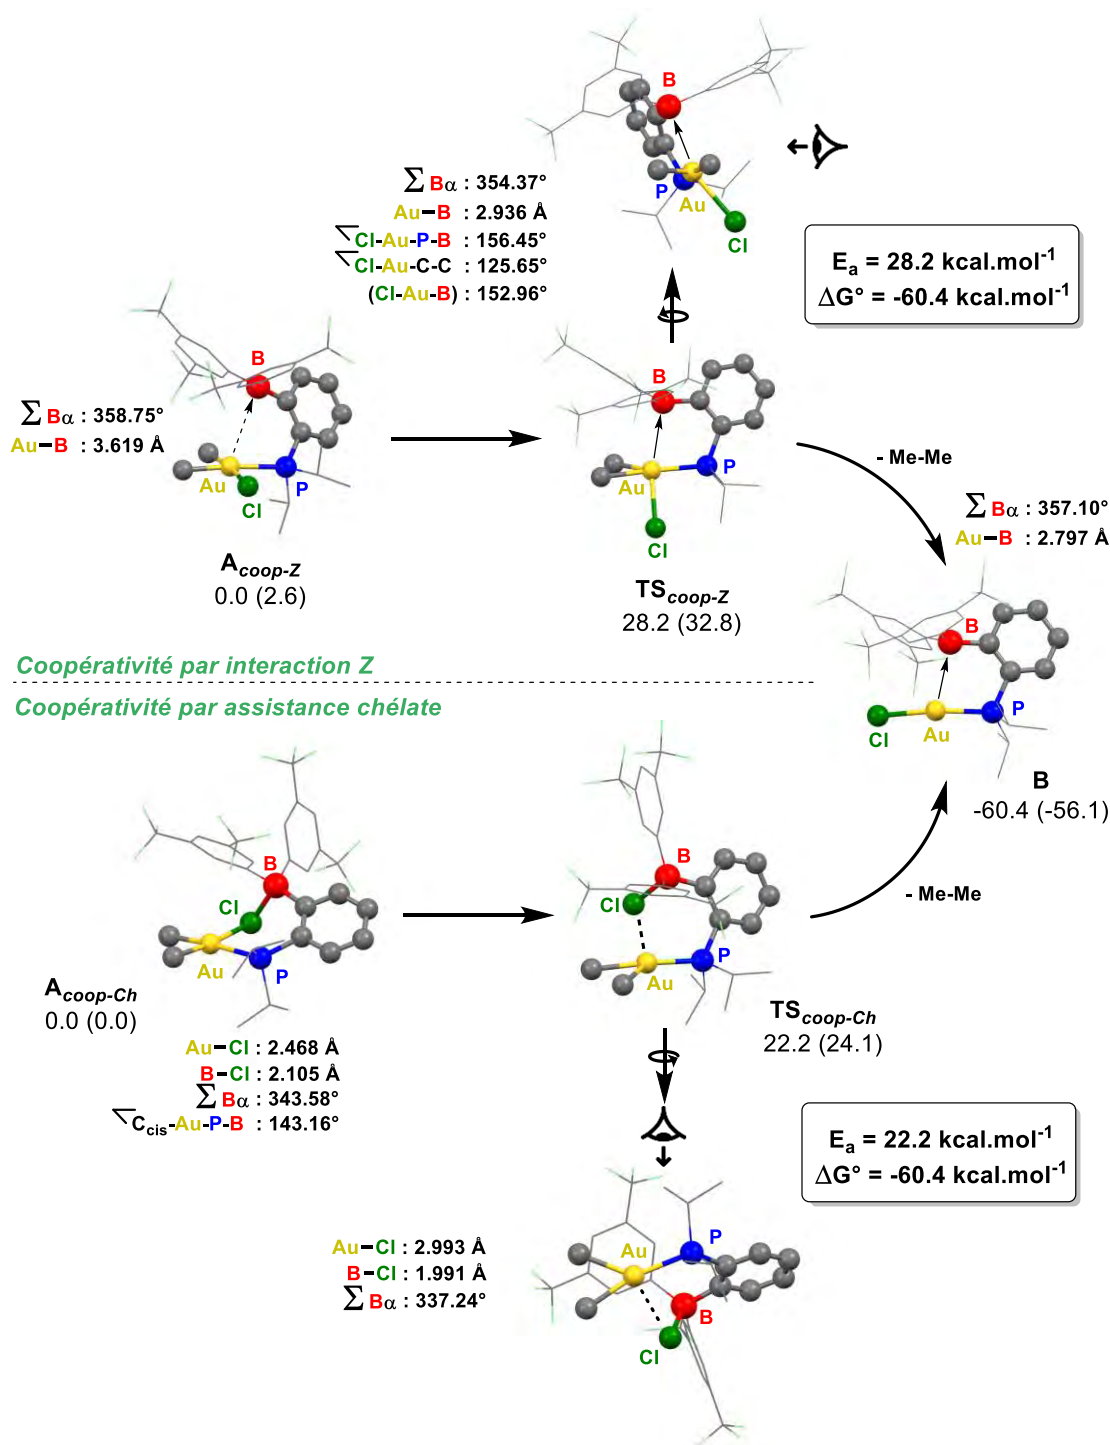 B
P
Au
Cl
∑ Bα : 354.37°
Au–B : 2.936 Å
Cl-Au-P-B : 156.45°
Cl-Au-C-C : 125.65°
(Cl-Au-B) : 152.96°
Ea = 28.2 kcal.mol-1
ΔG° = -60.4 kcal.mol-1
∑ Bα : 358.75°
Au–B : 3.619 Å
B
Au
P
Cl
A coop-Z
0.0 (2.6)
B
P
Au
Cl
TS coop-Z
28.2 (32.8)
- Me-Me
∑ Bα : 357.10°
Au–B : 2.797 Å
B
P
Cl
Au
B
-60.4 (-56.1)
Coopérativité par interaction Z
Coopérativité par assistance chélate
B
Cl
Au
P
A coop-Ch
0.0 (0.0)
Au–Cl : 2.468 Å
B–Cl : 2.105 Å
∑ Bα : 343.58°
Ccis-Au-P-B : 143.16°
B
Cl
P
Au
TS coop-Ch
22.2 (24.1)
- Me-Me
Ea = 22.2 kcal.mol-1
ΔG° = -60.4 kcal.mol-1
Au–Cl : 2.993 Å
B–Cl : 1.991 Å
∑ Bα : 337.24°
P
Au
B
Cl